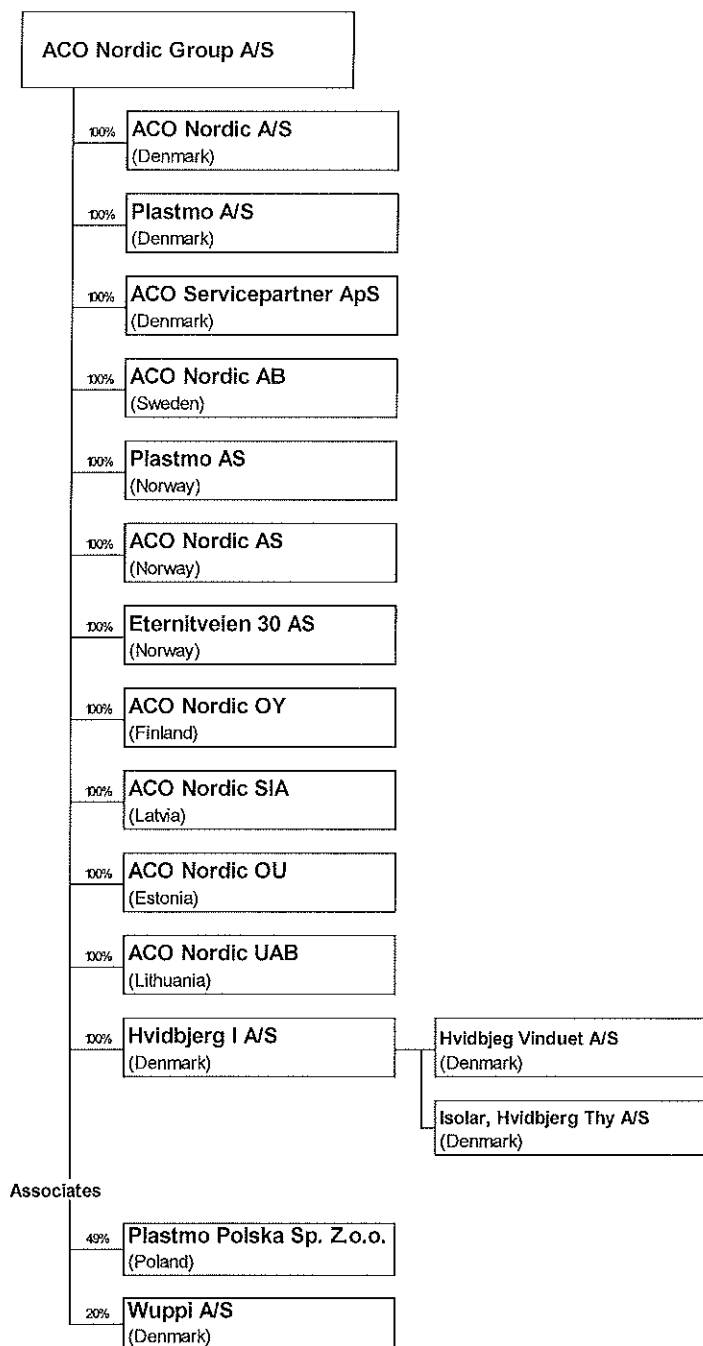 ACO Nordic Group A/S
100%
ACO Nordic A/S
(Denmark)
100%
Plastmo A/S
(Denmark)
100%
ACO Servicepartner ApS
(Denmark)
100%
ACO Nordic AB
(Sweden)
100%
Plastmo AS
(Norway)
100%
ACO Nordic AS
(Norway)
100%
Eternitveien 30 AS
(Norway)
100%
ACO Nordic OY
(Finland)
100%
ACO Nordic SIA
(Latvia)
100%
ACO Nordic OU
(Estonia)
100%
ACO Nordic UAB
(Lithuania)
100%
Hvidbjerg I A/S
(Denmark)
Hvidbjeg Vinduet A/S
(Denmark)
Isolar, Hvidbjerg Thy A/S
(Denmark)
Associates
49%
Plastmo Polska Sp. Z.o.o.
(Poland)
20%
Wuppi A/S
(Denmark)